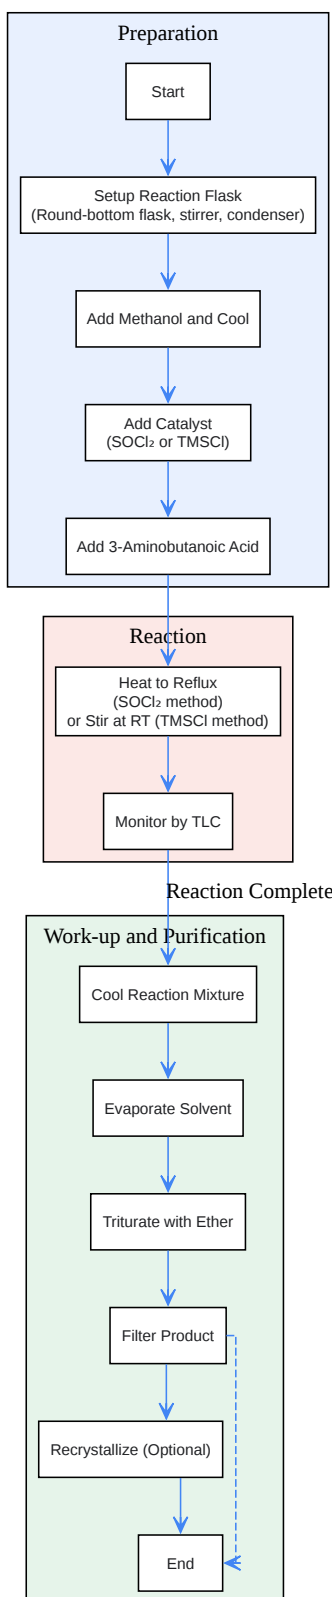 Preparation
Start
Setup Reaction Flask
(Round-bottom flask, stirrer, condenser)
Add Methanol and Cool
Add Catalyst
(SOCl₂ or TMSCl)
Add 3-Aminobutanoic Acid
Reaction
Heat to Reflux
(SOCl₂ method)
or Stir at RT (TMSCl method)
Monitor by TLC
Reaction Complete
Work-up and Purification
Cool Reaction Mixture
Evaporate Solvent
Triturate with Ether
Filter Product
Recrystallize (Optional)
End